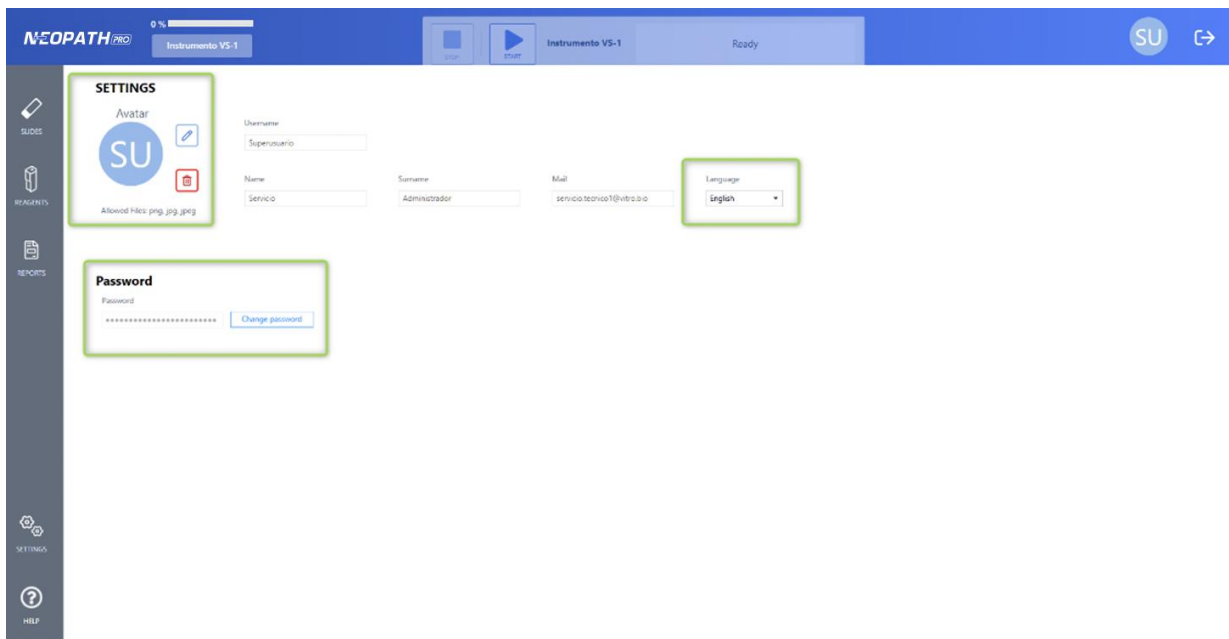 NEOPATH PRO
0 %
Instrumento VS-1
STOP
START
Instrumento VS-1
Ready
SU
SLIDES
REAGENTS
REPORTS
SETTINGS
HELP
SETTINGS
Avatar
SU
Allowed Files: png, jpg, jpeg
Username
Superusuario
Name
Servicio
Surname
Administrador
Mail
servicio.tecnico1@vitro.bio
Language
English
Password
Password
************************
Change password